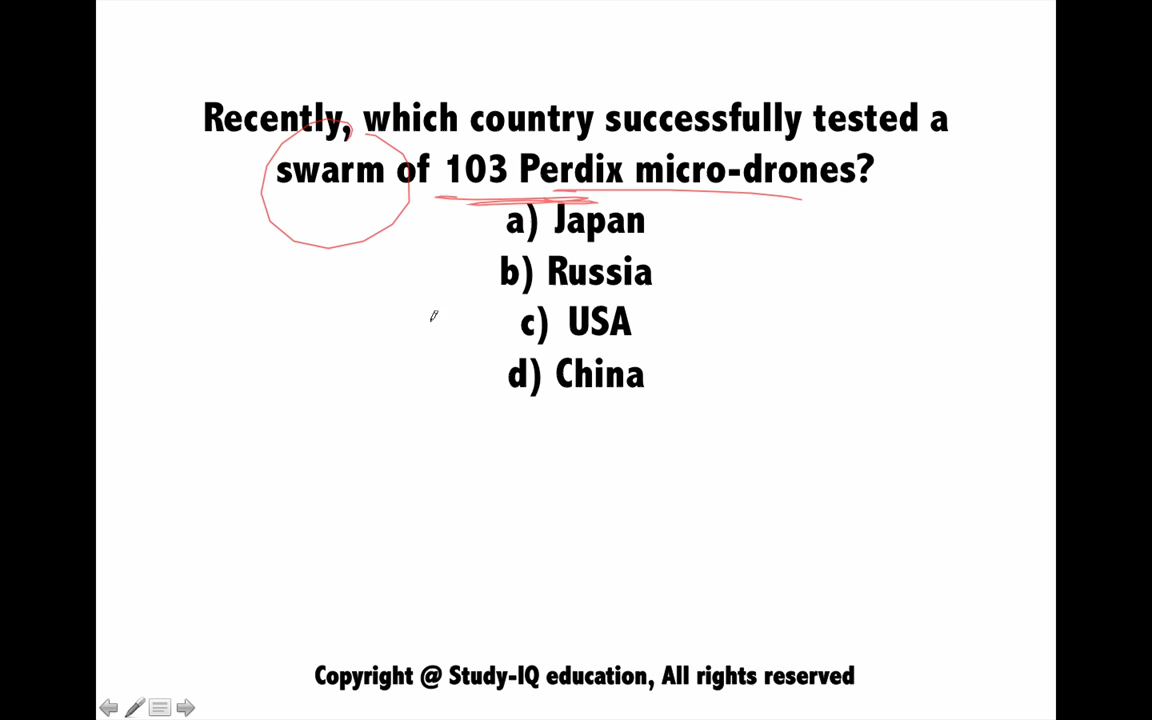 Recently, which country successfully tested a
swarm of 103 Perdix micro-drones?
a) Japan
b) Russia
c) USA
d) China
Copyright @ Study-IQ education, All rights reserved